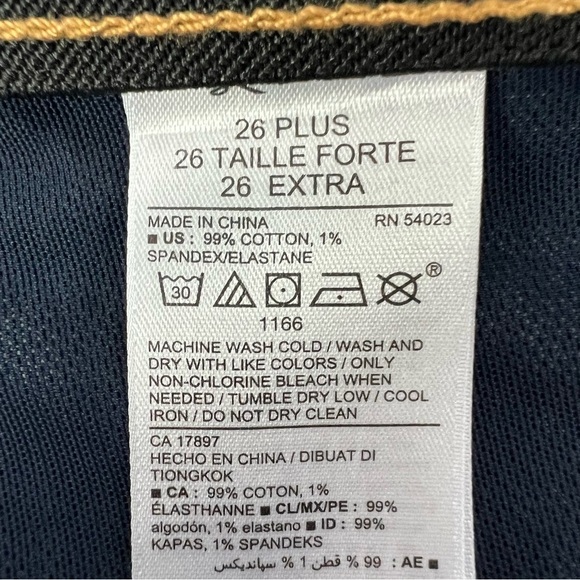 26 PLUS
26 TAILLE FORTE
26 EXTRA
MADE IN CHINA RN 54023
■ US : 99% COTTON, 1%
SPANDEX/ELASTANE
30
®
1166
MACHINE WASH COLD / WASH AND
DRY WITH LIKE COLORS / ONLY
NON-CHLORINE BLEACH WHEN
NEEDED / TUMBLE DRY LOW / COOL
IRON / DO NOT DRY CLEAN
CA 17897
HECHO EN CHINA / DIBUAT DI
TIONGKOK
■ CA : 99% COTON, 1%
ÉLASTHANNE ■ CL/MX/PE : 99%
algodón, 1% elastano ■ ID : 99%
KAPAS, 1% SPANDEKS
■ AE : 99 % قطن 1 % سپاندیکس